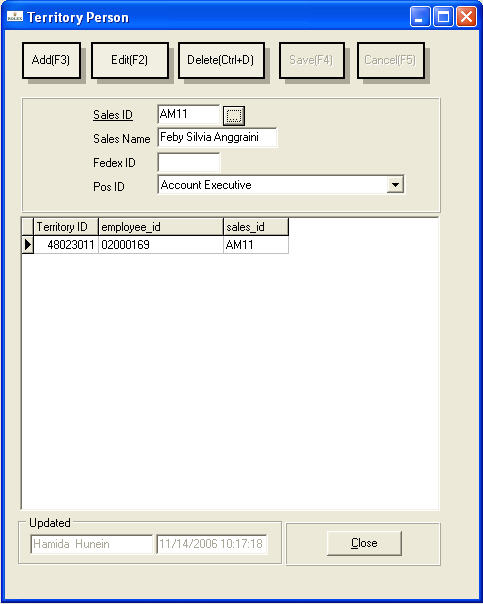 Territory Person
Add(F3) Edit(F2) Delete(Ctrl+D) Save(F4) Cancel(F5)
Sales ID AM11 ...
Sales Name Feby Silvia Anggraini
Fedex ID
Pos ID Account Executive
Territory ID employee_id sales_id
48023011 02000169 AM11
Updated
Hamida Hunein 11/14/2006 10:17:18 Close